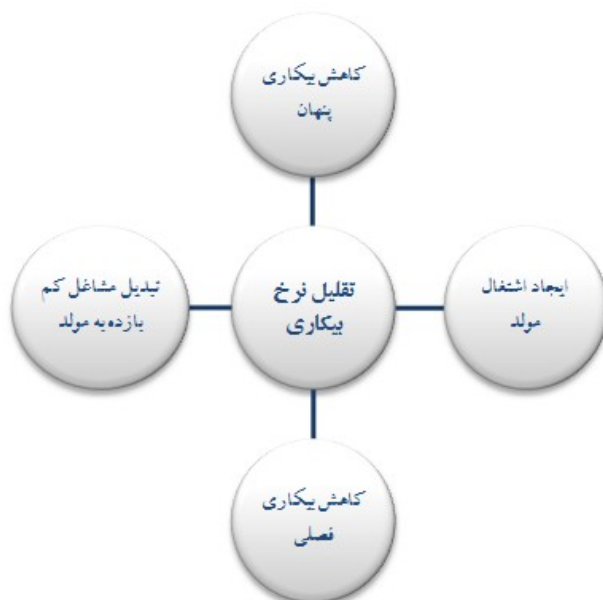 کاهش بیکاری
پنهان
ایجاد اشتغال
مولد
تقلیل نرخ
بیکاری
تبدیل مشاغل کم
بازده به مولد
کاهش بیکاری
فصلی